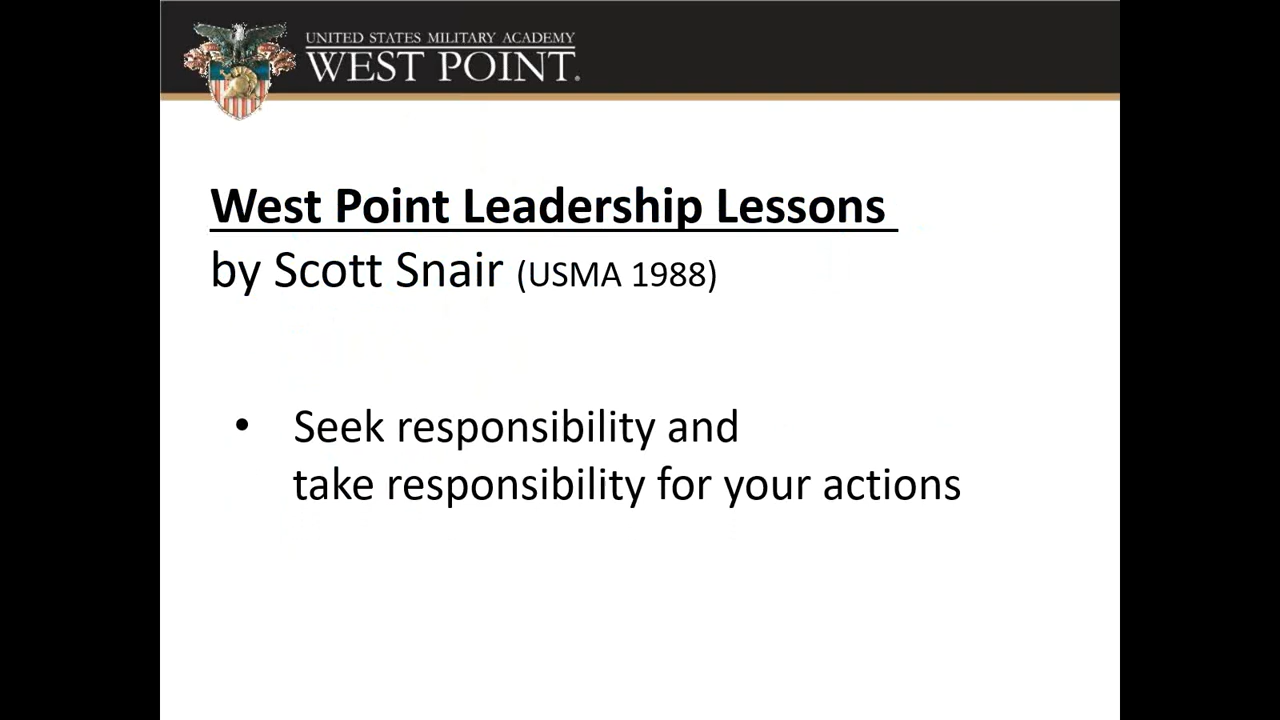 UNITED STATES MILITARY ACADEMY
WEST POINT®
West Point Leadership Lessons
by Scott Snair (USMA 1988)
• Seek responsibility and
take responsibility for your actions